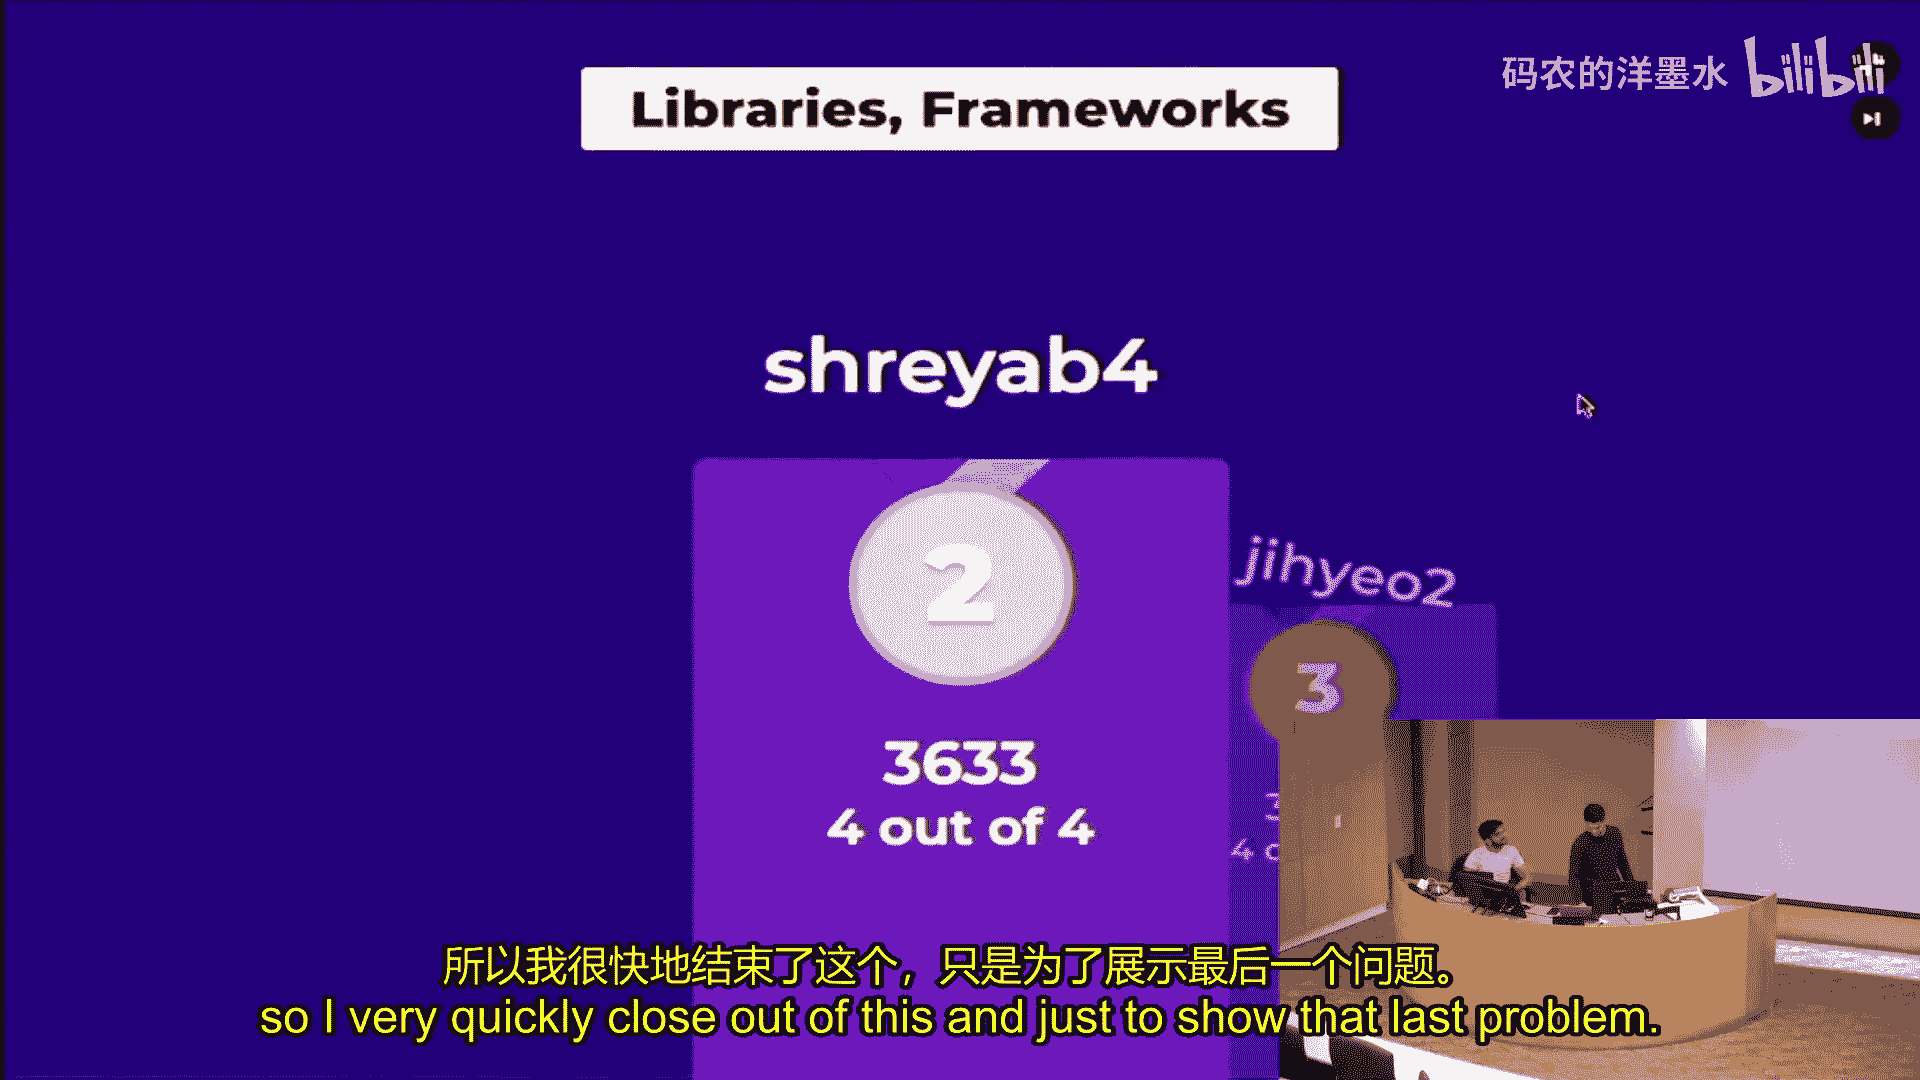 码农的洋墨水 bilibili
Libraries, Frameworks
shreyab4
jihyeo2
2
3
3633
4 out of 4
4
所以我很快地结束了这个，只是为了展示最后一个问题。
so I very quickly close out of this and just to show that last problem.